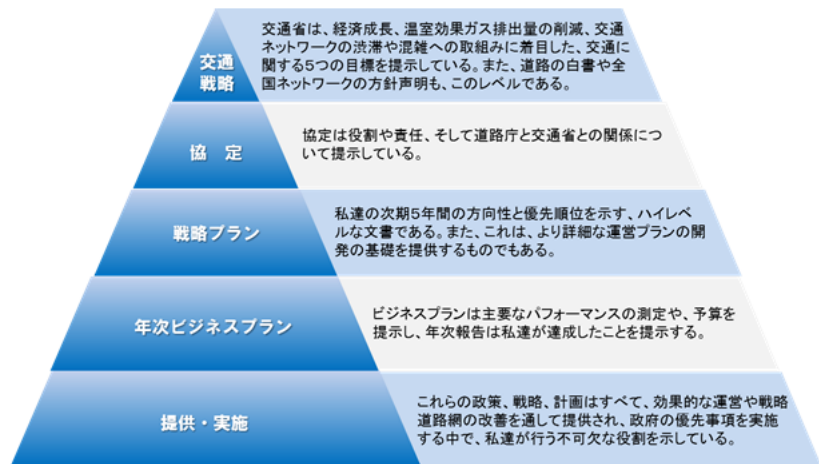 交通
戦略
交通省は、経済成長、温室効果ガス排出量の削減、交通
ネットワークの渋滞や混雑への取組みに着目した、交通に
関する5つの目標を提示している。また、道路の白書や全
国ネットワークの方針声明も、このレベルである。
協　定
協定は役割や責任、そして道路庁と交通省との関係につ
いて提示している。
戦略プラン
私達の次期5年間の方向性と優先順位を示す、ハイレベ
ルな文書である。また、これは、より詳細な運営プランの開
発の基礎を提供するものでもある。
年次ビジネスプラン
ビジネスプランは主要なパフォーマンスの測定や、予算を
提示し、年次報告は私達が達成したことを提示する。
提供・実施
これらの政策、戦略、計画はすべて、効果的な運営や戦略
道路網の改善を通して提供され、政府の優先事項を実施
する中で、私達が行う不可欠な役割を示している。